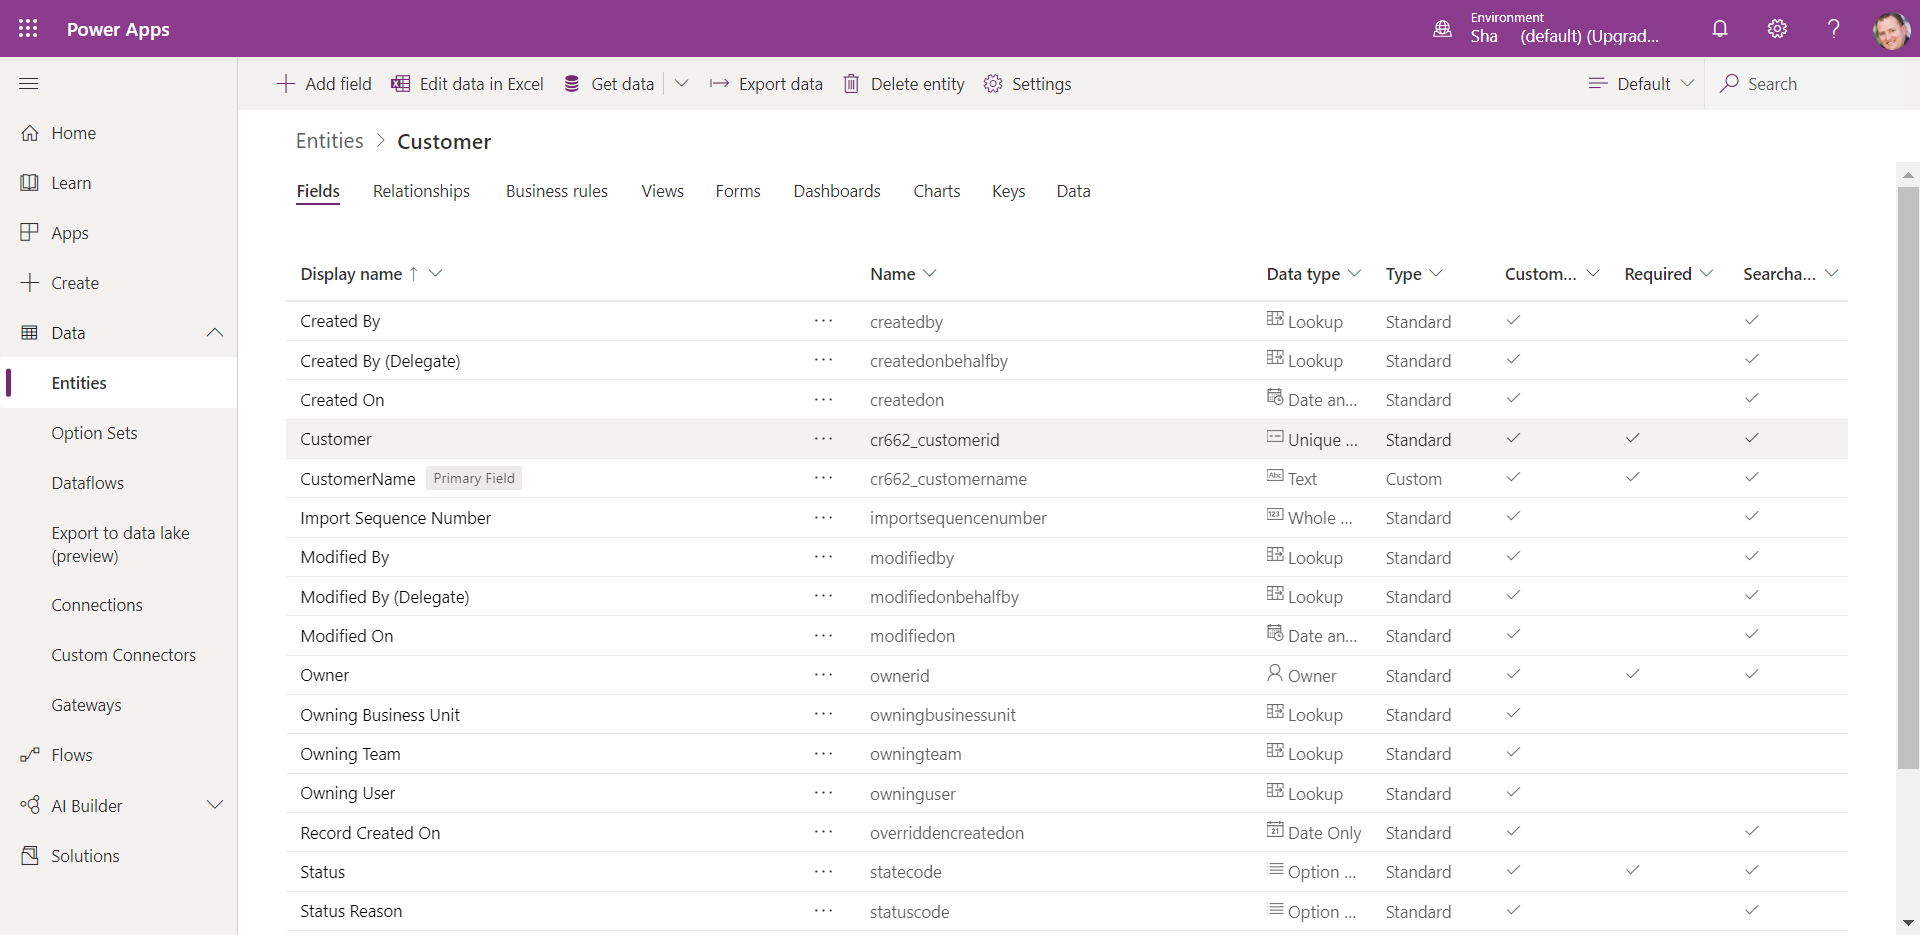 Power Apps
Environment
Sha (default) (Upgrad...
Add field Edit data in Excel Get data Export data Delete entity Settings Default Search
Home
Learn
Apps
Create
Data
Entities
Option Sets
Dataflows
Export to data lake
(preview)
Connections
Custom Connectors
Gateways
Flows
AI Builder
Solutions
Entities > Customer
Fields Relationships Business rules Views Forms Dashboards Charts Keys Data
Display name ↑ Name Data type Type Custom... Required Searcha...
Created By ... createdby Lookup Standard
Created By (Delegate) ... createdonbehalfby Lookup Standard
Created On ... createdon Date an... Standard
Customer ... cr662_customerid Unique ... Standard
CustomerName Primary Field ... cr662_customername Abc Text Custom
Import Sequence Number ... importsequencenumber 123 Whole ... Standard
Modified By ... modifiedby Lookup Standard
Modified By (Delegate) ... modifiedonbehalfby Lookup Standard
Modified On ... modifiedon Date an... Standard
Owner ... ownerid Owner Standard
Owning Business Unit ... owningbusinessunit Lookup Standard
Owning Team ... owningteam Lookup Standard
Owning User ... owninguser Lookup Standard
Record Created On ... overriddencreatedon 21 Date Only Standard
Status ... statecode Option ... Standard
Status Reason ... statuscode Option ... Standard